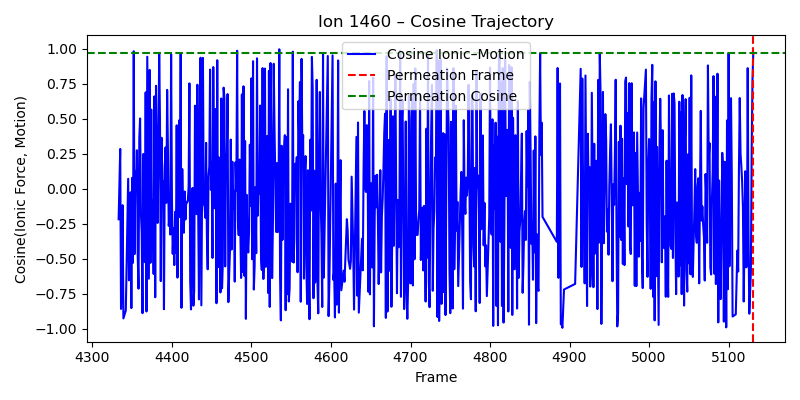 Ion 1460 – Cosine Trajectory
Cosine Ionic–Motion
Permeation Frame
Permeation Cosine
Cosine(Ionic Force, Motion)
1.00
0.75
0.50
0.25
0.00
−0.25
−0.50
−0.75
−1.00
4300 4400 4500 4600 4700 4800 4900 5000 5100
Frame